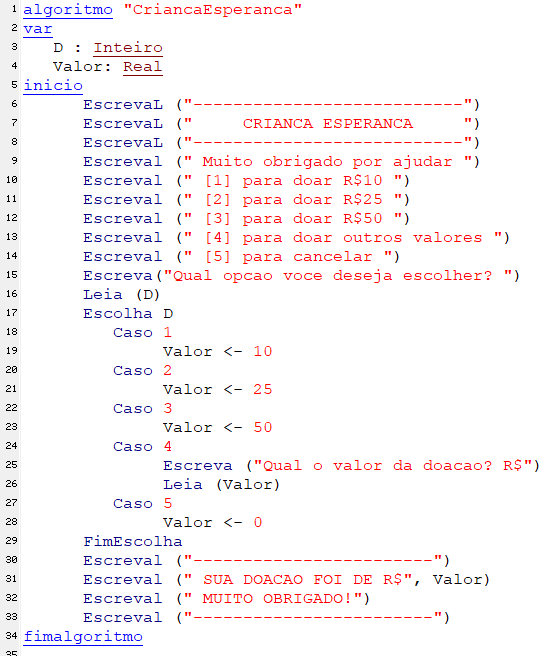 1 algoritmo "CriancaEsperanca"
2 var
3    D : Inteiro
4    Valor: Real
5 inicio
6       EscrevaL ("---------------------------")
7       EscrevaL ("     CRIANCA ESPERANCA     ")
8       EscrevaL ("---------------------------")
9       Escreval (" Muito obrigado por ajudar ")
10       Escreval (" [1] para doar R$10 ")
11       Escreval (" [2] para doar R$25 ")
12       Escreval (" [3] para doar R$50 ")
13       Escreval (" [4] para doar outros valores ")
14       Escreval (" [5] para cancelar ")
15       Escreva("Qual opcao voce deseja escolher? ")
16       Leia (D)
17       Escolha D
18          Caso 1
19               Valor <- 10
20          Caso 2
21               Valor <- 25
22          Caso 3
23               Valor <- 50
24          Caso 4
25               Escreva ("Qual o valor da doacao? R$")
26               Leia (Valor)
27          Caso 5
28               Valor <- 0
29       FimEscolha
30       Escreval ("------------------------")
31       Escreval (" SUA DOACAO FOI DE R$", Valor)
32       Escreval (" MUITO OBRIGADO!")
33       Escreval ("------------------------")
34 fimalgoritmo
35